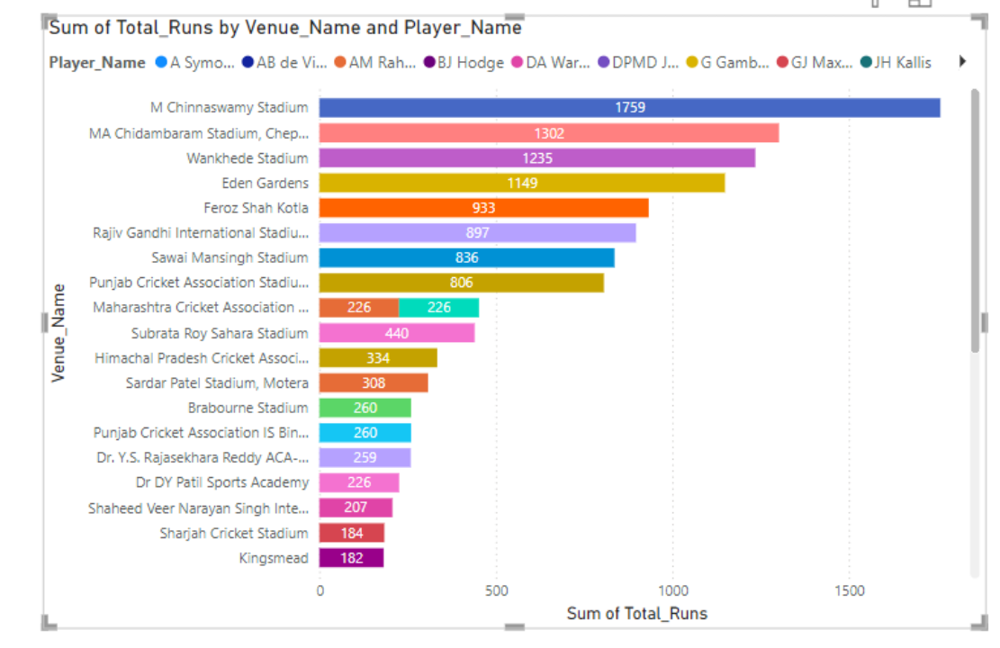 Sum of Total_Runs by Venue_Name and Player_Name
Player_Name A Symo... AB de Vi... AM Rah... BJ Hodge DA War... DPMD J... G Gamb... GJ Max... JH Kallis
M Chinnaswamy Stadium 1759
MA Chidambaram Stadium, Chep... 1302
Wankhede Stadium 1235
Eden Gardens 1149
Feroz Shah Kotla 933
Rajiv Gandhi International Stadiu... 897
Sawai Mansingh Stadium 836
Punjab Cricket Association Stadiu... 806
Maharashtra Cricket Association ... 226 226
Subrata Roy Sahara Stadium 440
Himachal Pradesh Cricket Associ... 334
Sardar Patel Stadium, Motera 308
Brabourne Stadium 260
Punjab Cricket Association IS Bin... 260
Dr. Y.S. Rajasekhara Reddy ACA-... 259
Dr DY Patil Sports Academy 226
Shaheed Veer Narayan Singh Inte... 207
Sharjah Cricket Stadium 184
Kingsmead 182
Venue_Name
0 500 1000 1500
Sum of Total_Runs